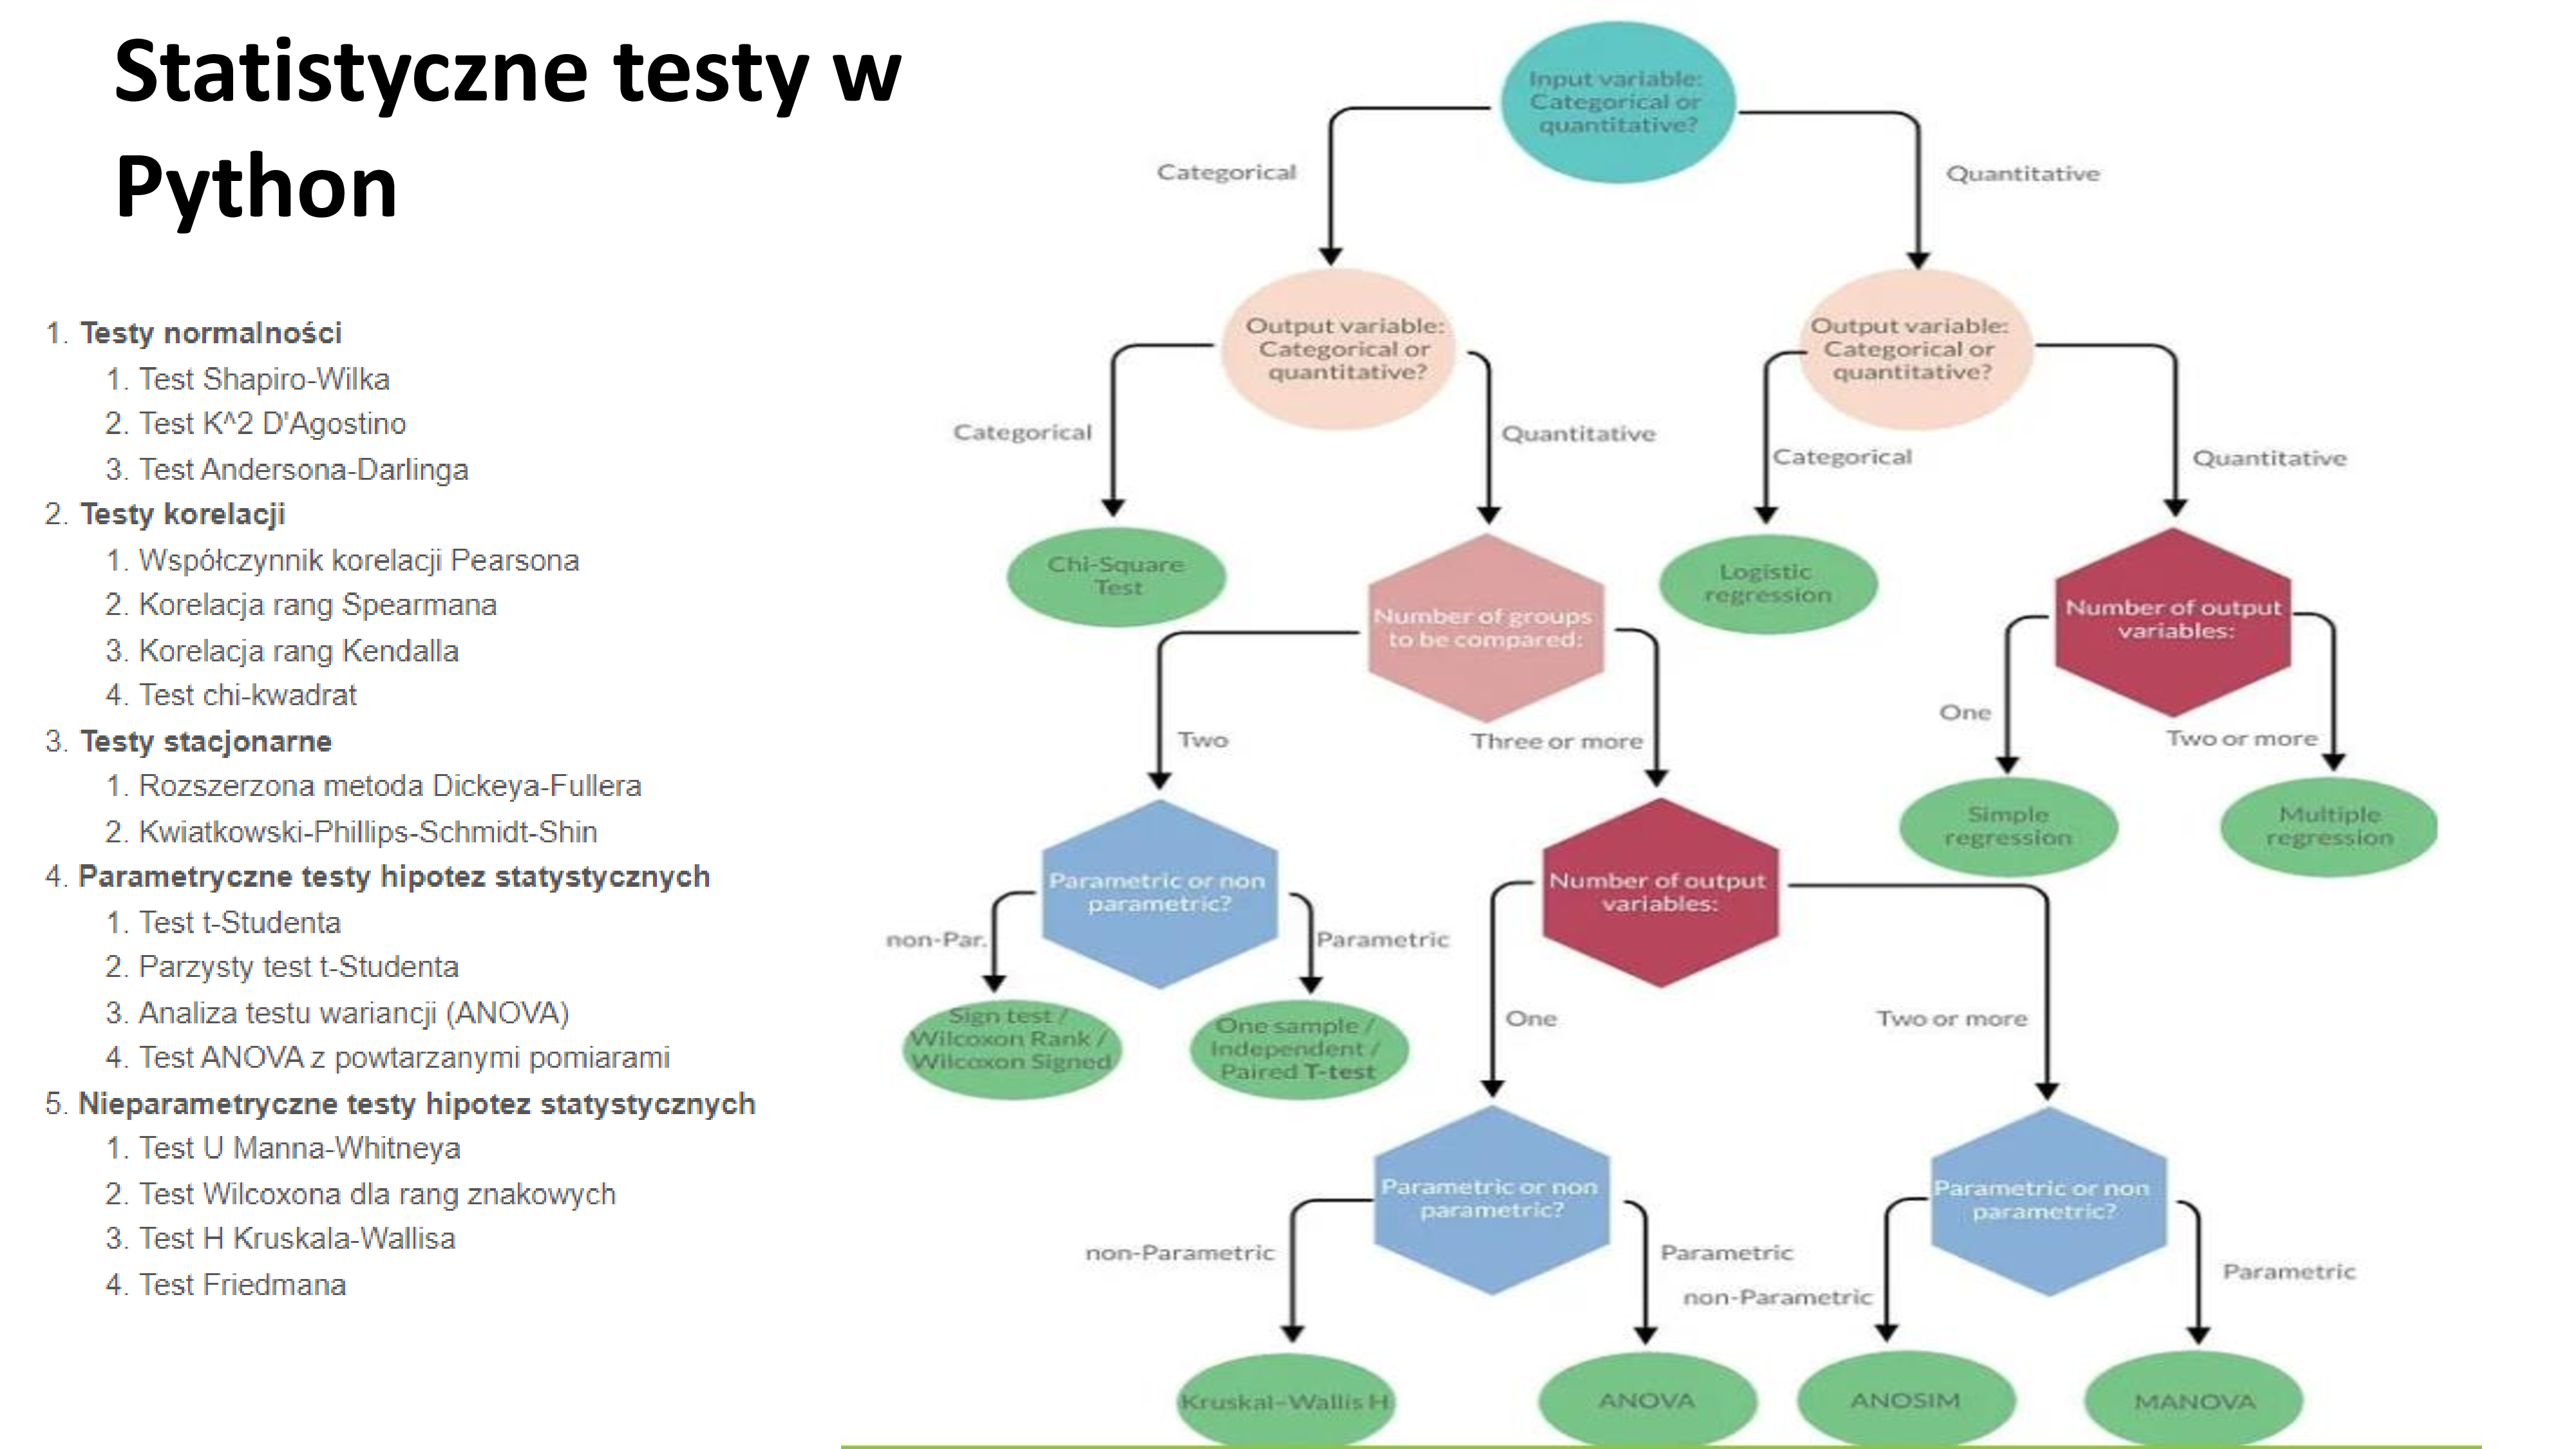 Statistyczne testy w
Python
1. Testy normalności
1. Test Shapiro-Wilka
2. Test K^2 D'Agostino
3. Test Andersona-Darlinga
2. Testy korelacji
1. Współczynnik korelacji Pearsona
2. Korelacja rang Spearmana
3. Korelacja rang Kendalla
4. Test chi-kwadrat
3. Testy stacjonarne
1. Rozszerzona metoda Dickeya-Fullera
2. Kwiatkowski-Phillips-Schmidt-Shin
4. Parametryczne testy hipotez statystycznych
1. Test t-Studenta
2. Parzysty test t-Studenta
3. Analiza testu wariancji (ANOVA)
4. Test ANOVA z powtarzanymi pomiarami
5. Nieparametryczne testy hipotez statystycznych
1. Test U Manna-Whitneya
2. Test Wilcoxona dla rang znakowych
3. Test H Kruskala-Wallisa
4. Test Friedmana
Input variable:
Categorical or
quantitative?
Categorical
Quantitative
Output variable:
Categorical or
quantitative?
Output variable:
Categorical or
quantitative?
Categorical
Quantitative
Categorical
Quantitative
Chi-Square
Test
Number of groups
to be compared:
Logistic
regression
Number of output
variables:
Two
Three or more
One
Two or more
Simple
regression
Multiple
regression
Parametric or non
parametric?
Number of output
variables:
non-Par.
Parametric
Sign test /
Wilcoxon Rank /
Wilcoxon Signed
One sample /
Independent /
Paired T-test
One
Two or more
Parametric or non
parametric?
Parametric or non
parametric?
non-Parametric
Parametric
non-Parametric
Parametric
Kruskal-Wallis H
ANOVA
ANOSIM
MANOVA